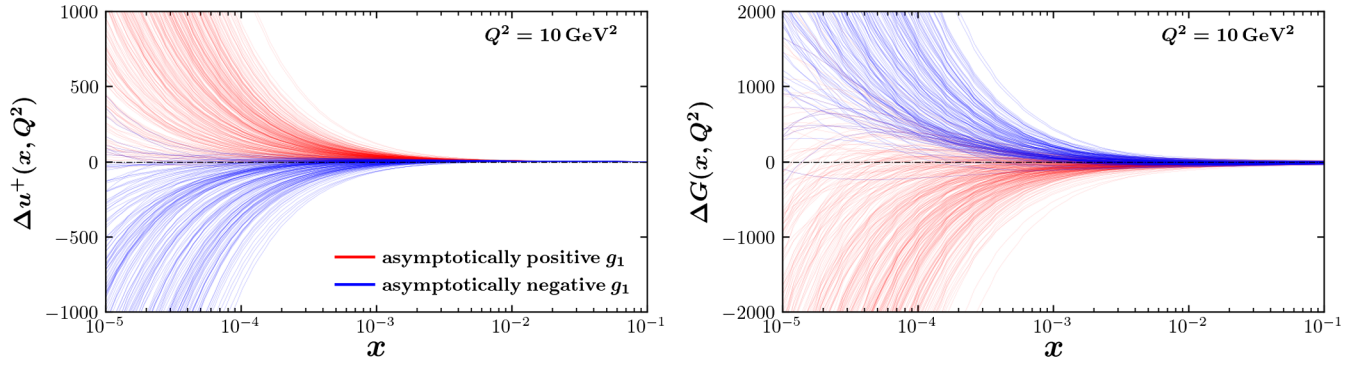 1000
500
0
−500
−1000
Δu⁺(x, Q²)
Q² = 10 GeV²
asymptotically positive g₁
asymptotically negative g₁
10⁻⁵
10⁻⁴
10⁻³
10⁻²
10⁻¹
x
2000
1000
0
−1000
−2000
ΔG(x, Q²)
Q² = 10 GeV²
10⁻⁵
10⁻⁴
10⁻³
10⁻²
10⁻¹
x